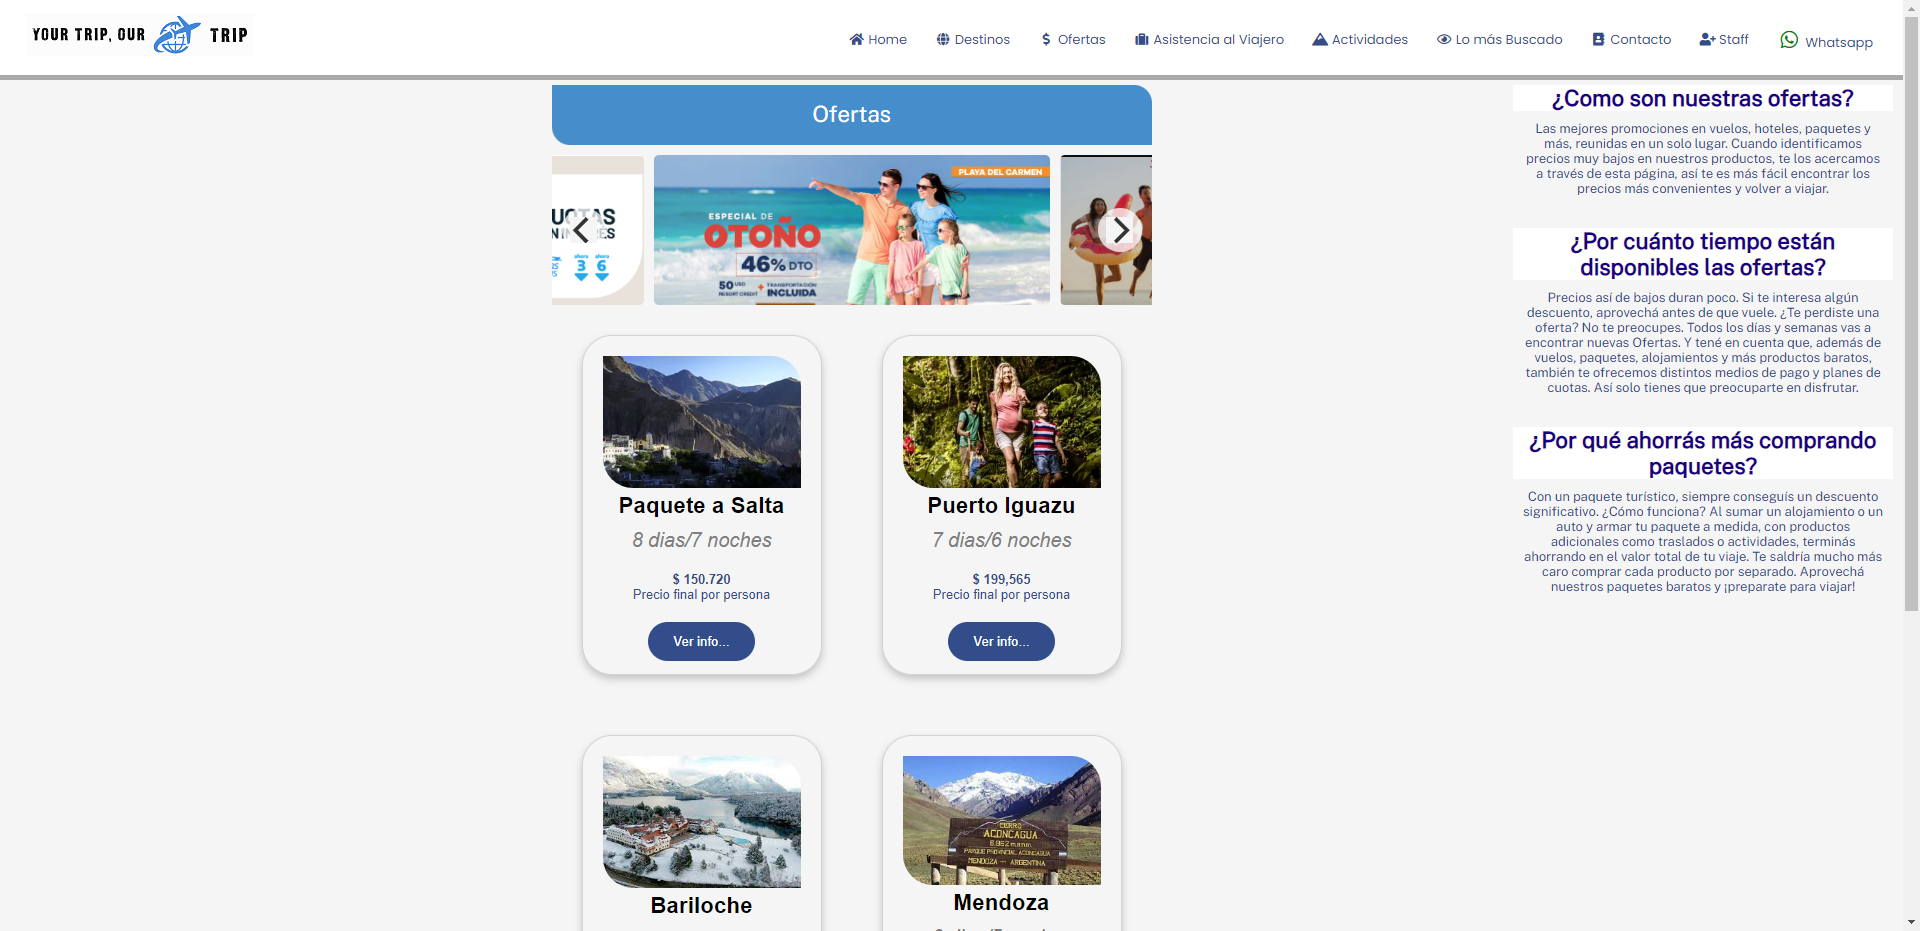 YOUR TRIP, OUR TRIP
Home
Destinos
Ofertas
Asistencia al Viajero
Actividades
Lo más Buscado
Contacto
Staff
Whatsapp
Ofertas
PLAYA DEL CARMEN
ESPECIAL DE
OTOÑO
46% DTO
50 USD
RESORT CREDIT
+ TRANSPORTACIÓN
INCLUIDA
ahora 3
ahora 6
Paquete a Salta
8 dias/7 noches
$ 150.720
Precio final por persona
Ver info...
Puerto Iguazu
7 dias/6 noches
$ 199,565
Precio final por persona
Ver info...
Bariloche
CERRO
ACONCAGUA
6.962 m.s.n.m
PARQUE PROVINCIAL ACONCAGUA
MENDOZA — ARGENTINA
Mendoza
¿Como son nuestras ofertas?
Las mejores promociones en vuelos, hoteles, paquetes y
más, reunidas en un solo lugar. Cuando identificamos
precios muy bajos en nuestros productos, te los acercamos
a través de esta página, así te es más fácil encontrar los
precios más convenientes y volver a viajar.
¿Por cuánto tiempo están
disponibles las ofertas?
Precios así de bajos duran poco. Si te interesa algún
descuento, aprovechá antes de que vuele. ¿Te perdiste una
oferta? No te preocupes. Todos los días y semanas vas a
encontrar nuevas Ofertas. Y tené en cuenta que, además de
vuelos, paquetes, alojamientos y más productos baratos,
también te ofrecemos distintos medios de pago y planes de
cuotas. Así solo tienes que preocuparte en disfrutar.
¿Por qué ahorrás más comprando
paquetes?
Con un paquete turístico, siempre conseguís un descuento
significativo. ¿Cómo funciona? Al sumar un alojamiento o un
auto y armar tu paquete a medida, con productos
adicionales como traslados o actividades, terminás
ahorrando en el valor total de tu viaje. Te saldría mucho más
caro comprar cada producto por separado. Aprovechá
nuestros paquetes baratos y ¡preparate para viajar!